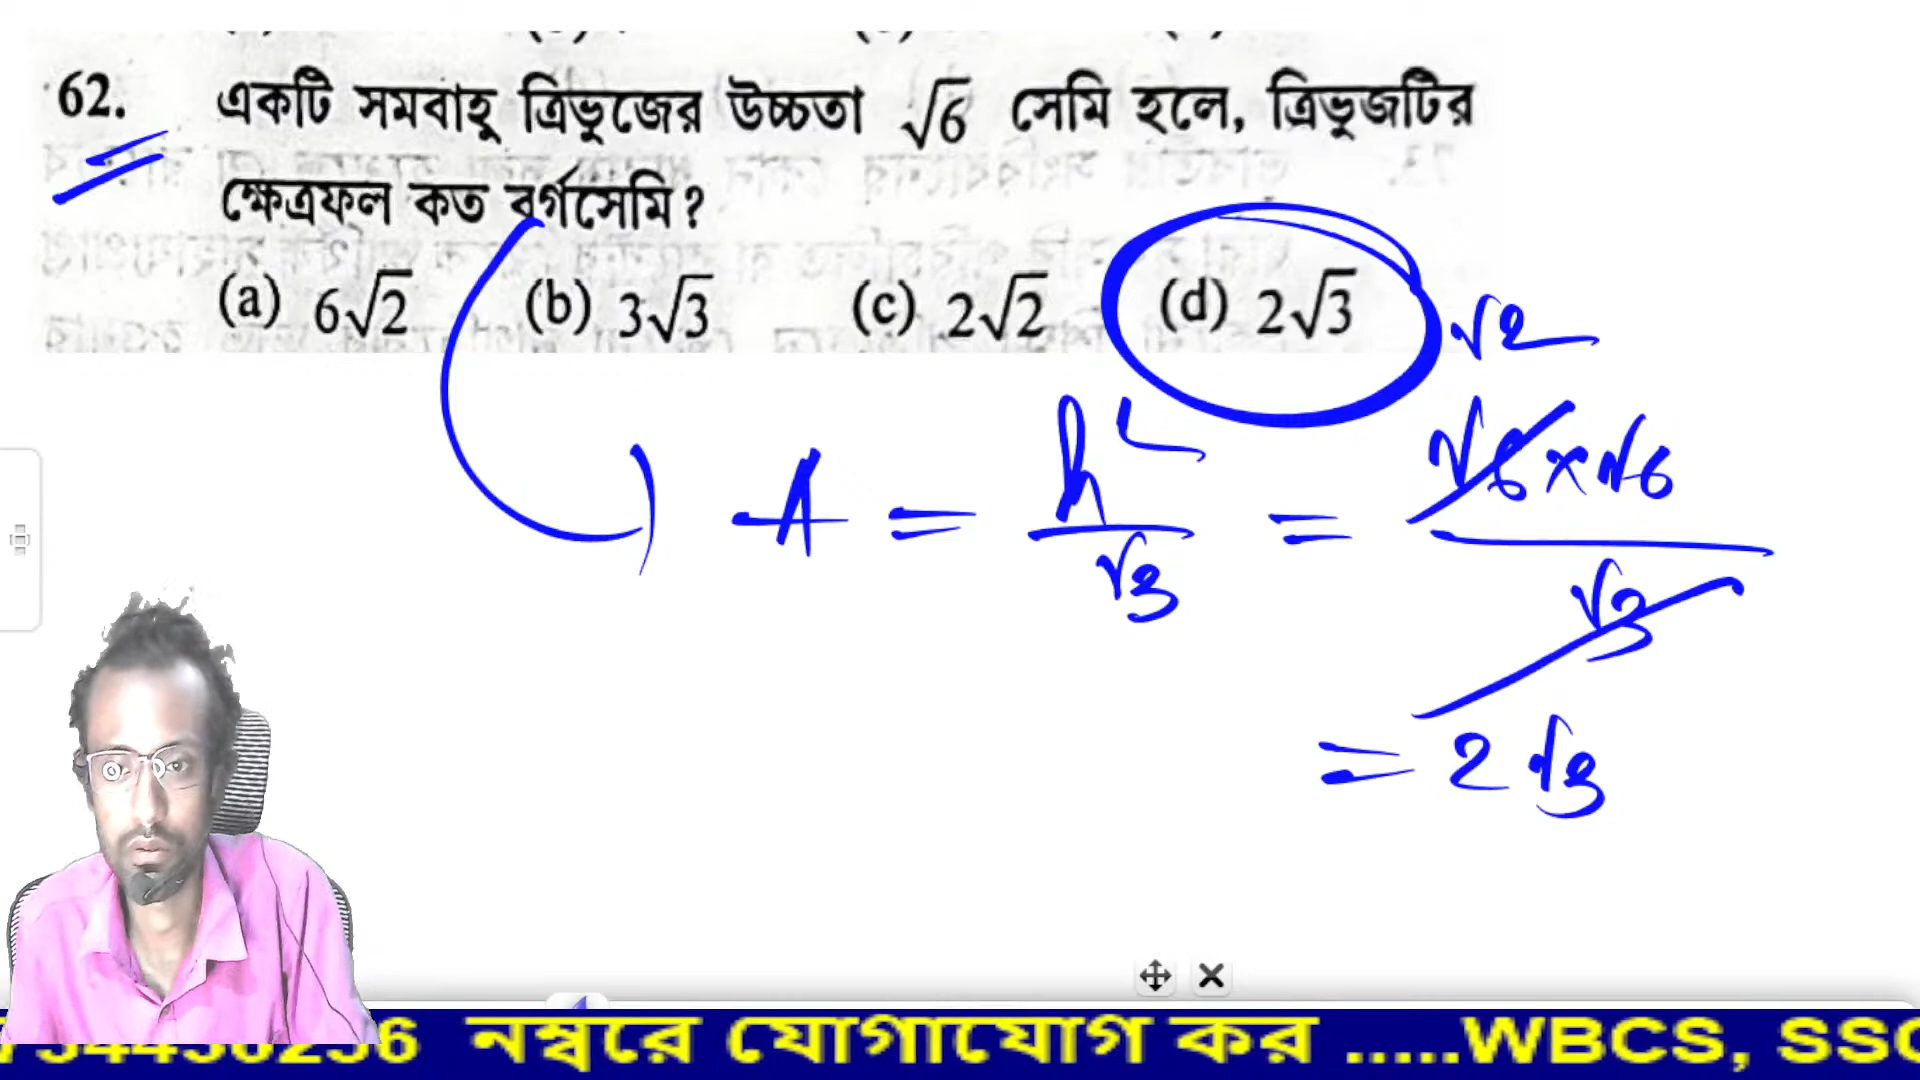 62. একটি সমবাহু ত্রিভুজের উচ্চতা √6 সেমি হলে, ত্রিভুজটির
ক্ষেত্রফল কত বর্গসেমি?
(a) 6√2 (b) 3√3 (c) 2√2 (d) 2√3
√2
A = h² / √3 = √6 × √6 / √3
= 2√3
নম্বরে যোগাযোগ কর .....WBCS, SSC